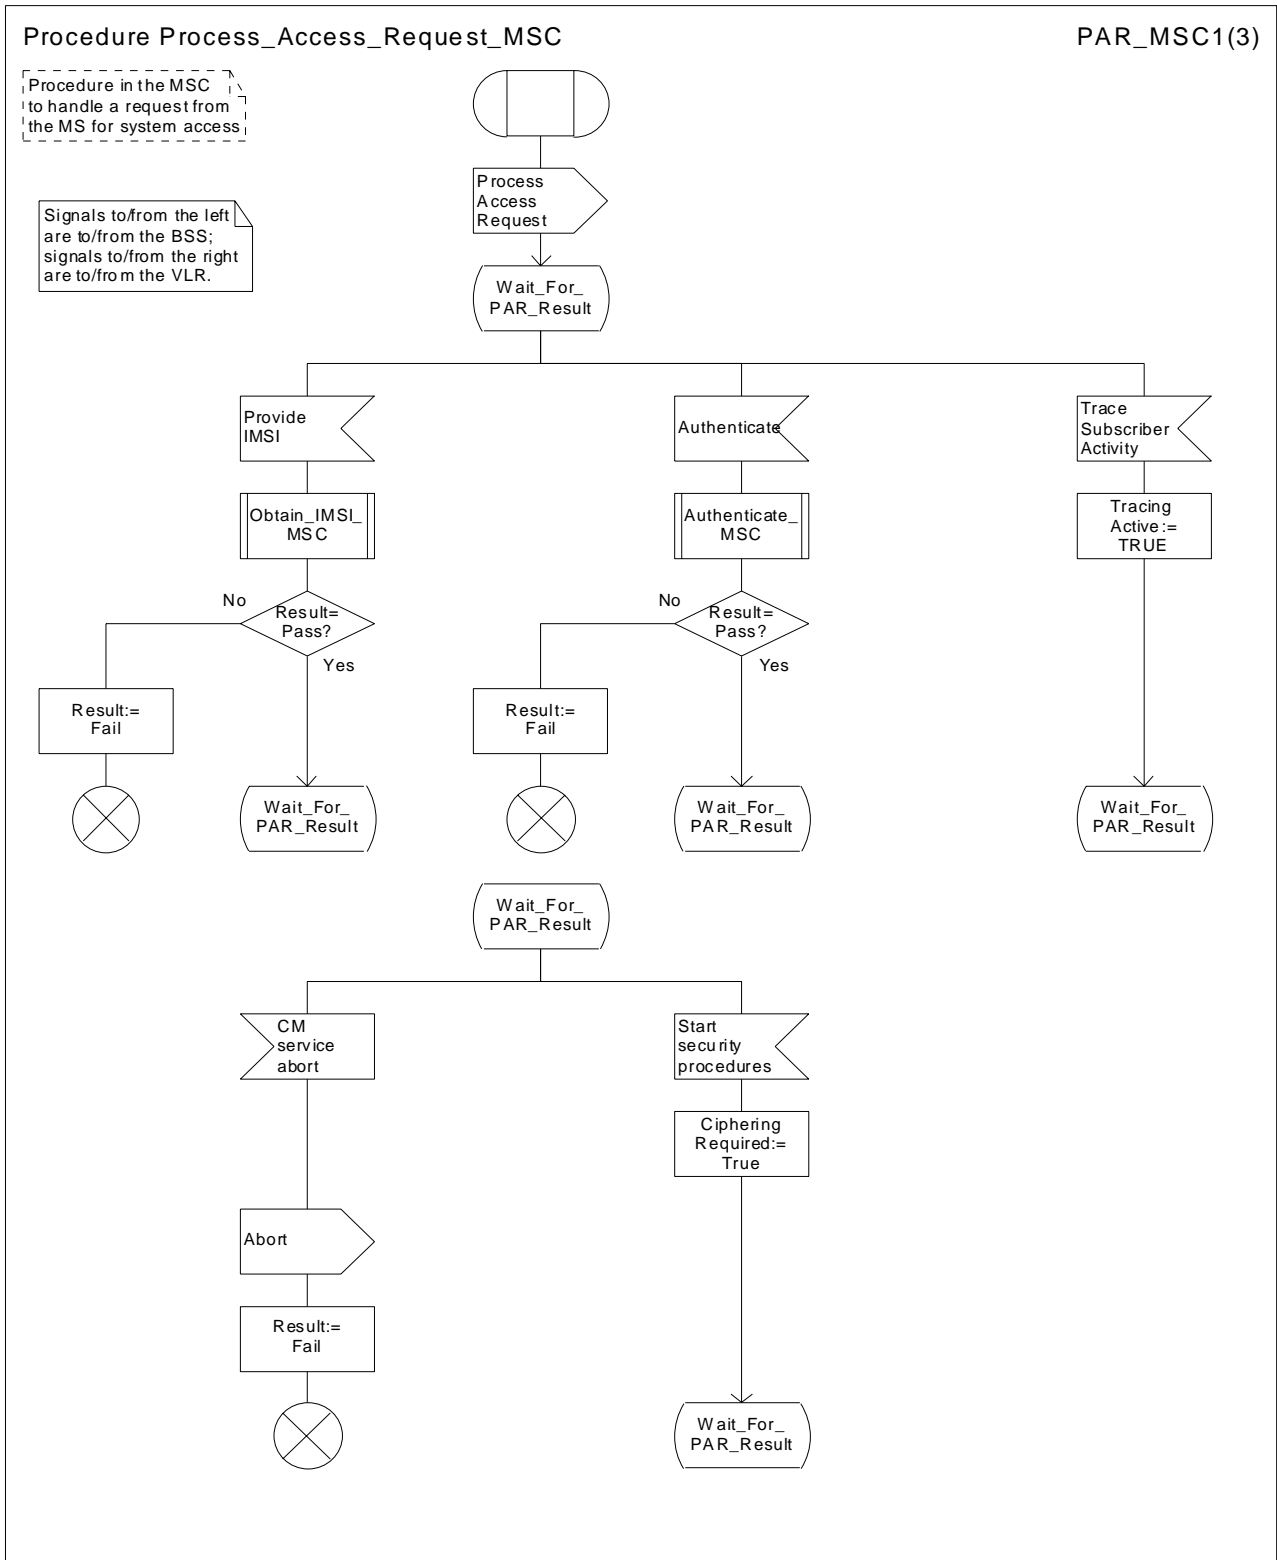 Procedure Process_Access_Request_MSC
PAR_MSC1(3)
Procedure in the MSC
to handle a request from
the MS for system access
Signals to/from the left
are to/from the BSS;
signals to/from the right
are to/from the VLR.
Process
Access
Request
Wait_For_
PAR_Result
Provide
IMSI
Authenticate
Trace
Subscriber
Activity
Obtain_IMSI_
MSC
Authenticate_
MSC
Tracing
Active:=
TRUE
No
Result=
Pass?
Yes
No
Result=
Pass?
Yes
Result:=
Fail
Result:=
Fail
Wait_For_
PAR_Result
Wait_For_
PAR_Result
Wait_For_
PAR_Result
Wait_For_
PAR_Result
CM
service
abort
Start
security
procedures
Ciphering
Required:=
True
Abort
Result:=
Fail
Wait_For_
PAR_Result